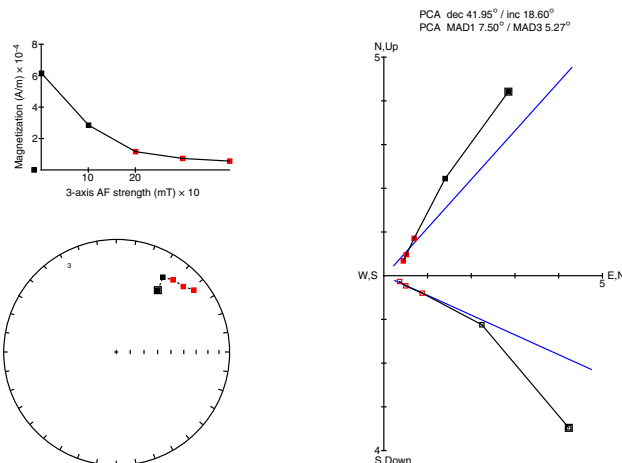 PCA dec 41.95° / inc 18.60°
PCA MAD1 7.50° / MAD3 5.27°
8
6
4
2
Magnetization (A/m) × 10⁻⁴
10
20
3-axis AF strength (mT) × 10
3
N,Up
5
W,S
E,N
5
4
S Down